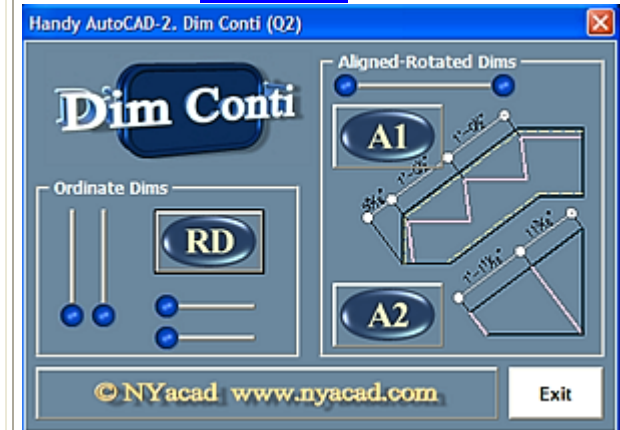 Handy AutoCAD-2. Dim Conti (Q2)
Dim Conti
Aligned-Rotated Dims
A1
Ordinate Dims
RD
A2
© NYacad www.nyacad.com
Exit